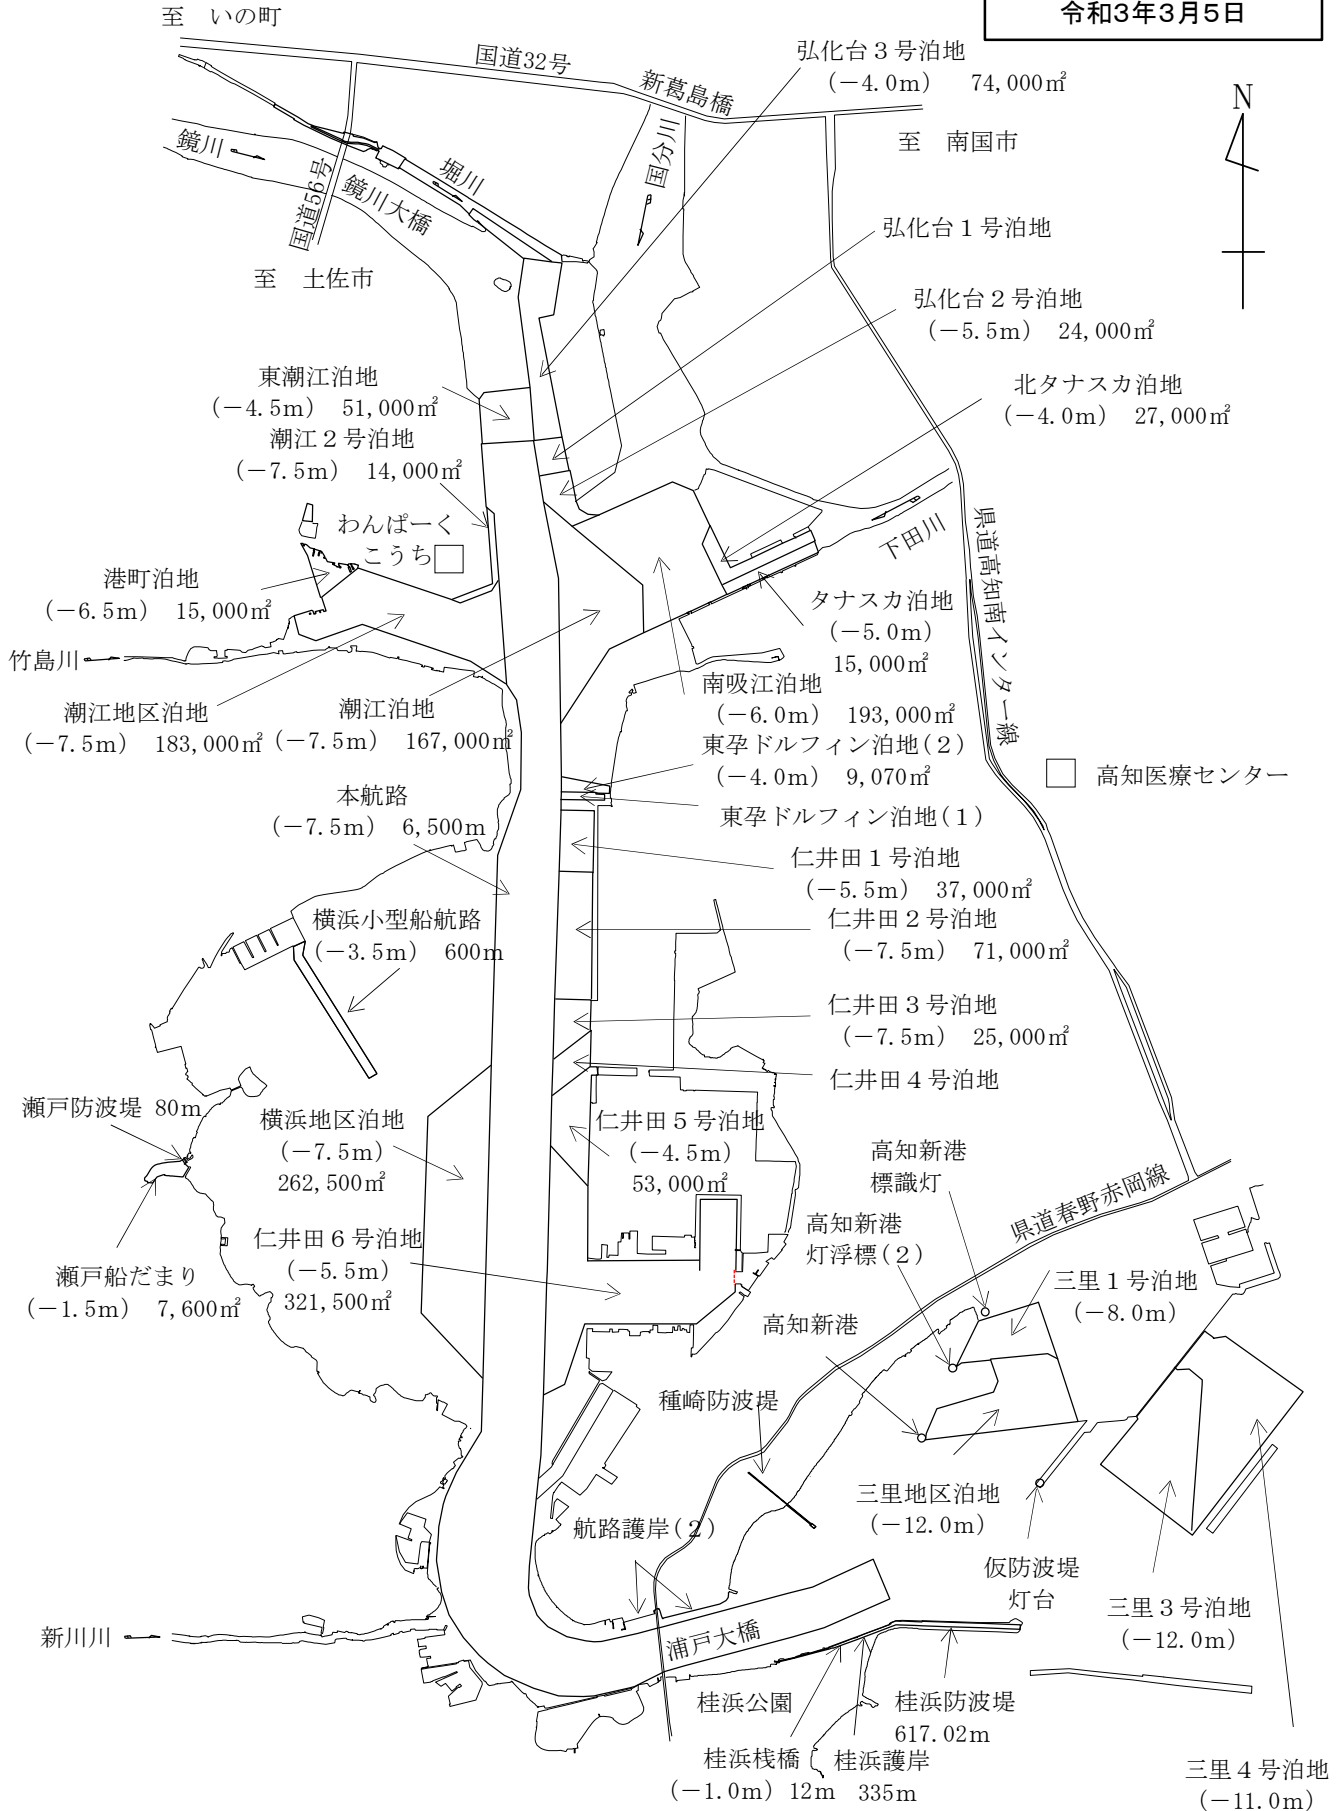 至　いの町
令和3年3月5日
国道32号
新葛島橋
弘化台３号泊地
(－4.0m)　74,000㎡
N
至　南国市
鏡川
堀川
国分川
国道56号
鏡川大橋
至　土佐市
弘化台１号泊地
弘化台２号泊地
(－5.5m)　24,000㎡
東潮江泊地
(－4.5m)　51,000㎡
北タナスカ泊地
(－4.0m)　27,000㎡
潮江２号泊地
(－7.5m)　14,000㎡
わんぱーく
こうち
下田川
県道高知南インター線
港町泊地
(－6.5m)　15,000㎡
タナスカ泊地
(－5.0m)
15,000㎡
竹島川
潮江地区泊地
(－7.5m)　183,000㎡
潮江泊地
(－7.5m)　167,000㎡
南吸江泊地
(－6.0m)　193,000㎡
東孕ドルフィン泊地(２)
(－4.0m)　9,070㎡
高知医療センター
本航路
(－7.5m)　6,500m
東孕ドルフィン泊地(１)
仁井田１号泊地
(－5.5m)　37,000㎡
横浜小型船航路
(－3.5m)　600m
仁井田２号泊地
(－7.5m)　71,000㎡
仁井田３号泊地
(－7.5m)　25,000㎡
仁井田４号泊地
瀬戸防波堤 80m
横浜地区泊地
(－7.5m)
262,500㎡
仁井田５号泊地
(－4.5m)
53,000㎡
高知新港
標識灯
県道春野赤岡線
高知新港
灯浮標(２)
仁井田６号泊地
(－5.5m)
321,500㎡
瀬戸船だまり
(－1.5m)　7,600㎡
三里１号泊地
(－8.0m)
高知新港
種崎防波堤
三里地区泊地
(－12.0m)
航路護岸(２)
仮防波堤
灯台
三里３号泊地
(－12.0m)
新川川
浦戸大橋
桂浜公園
桂浜防波堤
617.02m
桂浜桟橋
(－1.0m) 12m
桂浜護岸
335m
三里４号泊地
(－11.0m)